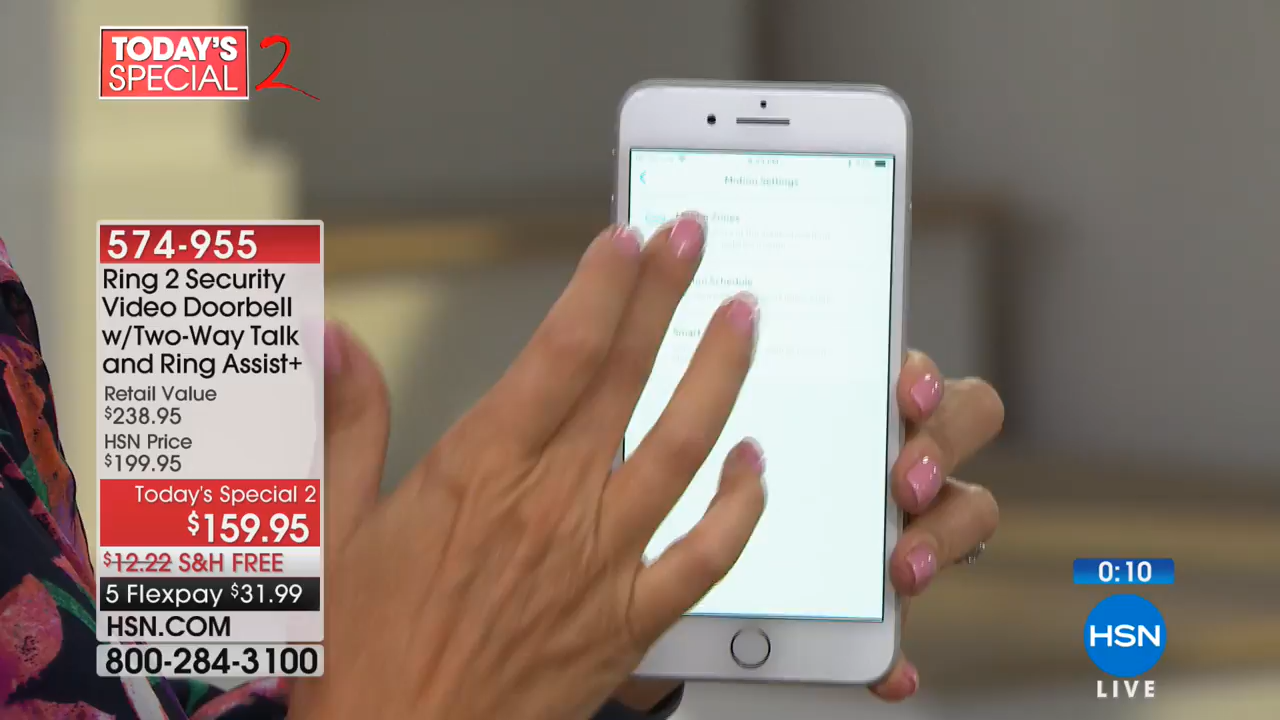 TODAY'S
SPECIAL 2
574-955
Ring 2 Security
Video Doorbell
w/Two-Way Talk
and Ring Assist+
Retail Value
$238.95
HSN Price
$199.95
Today's Special 2
$159.95
$12.22 S&H FREE
5 Flexpay $31.99
HSN.COM
800-284-3100
Motion Settings
Schedule
0:10
HSN
LIVE